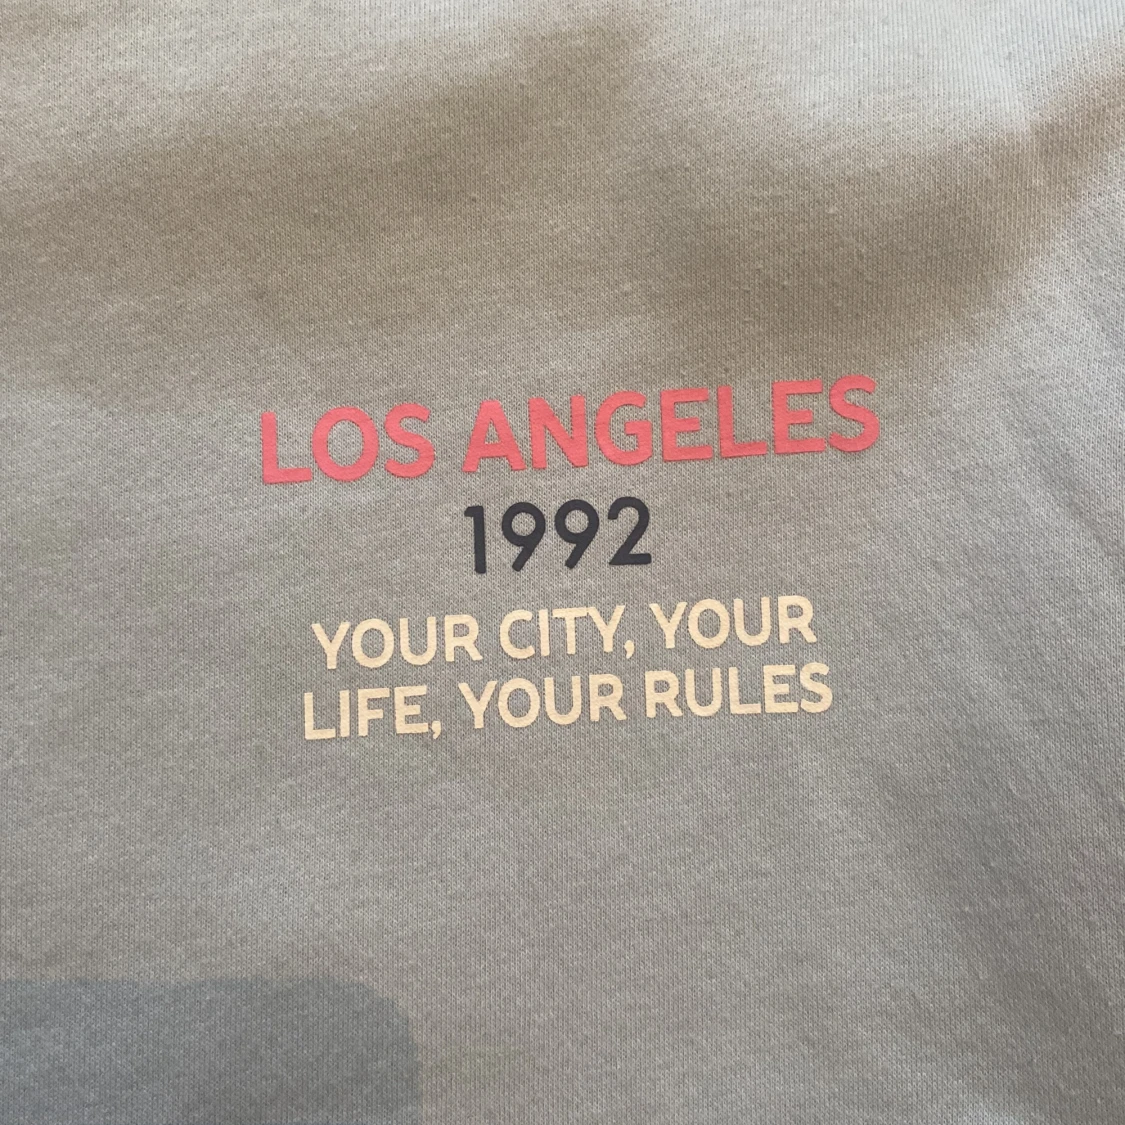 LOS ANGELES
1992
YOUR CITY, YOUR
LIFE, YOUR RULES